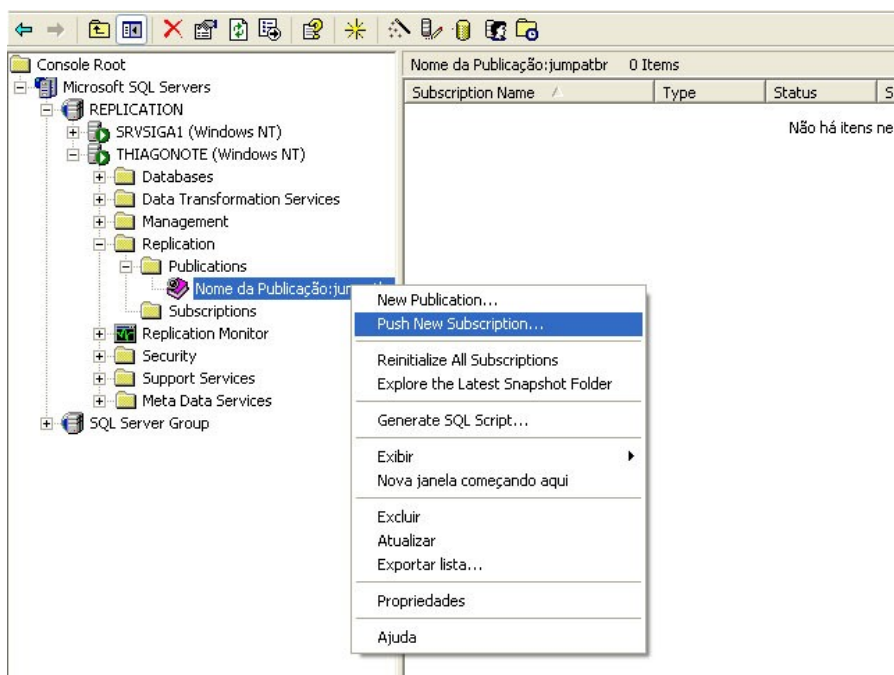 Console Root
Microsoft SQL Servers
REPLICATION
SRVSIGA1 (Windows NT)
THIAGONOTE (Windows NT)
Databases
Data Transformation Services
Management
Replication
Publications
Nome da Publicação:jumpatbr
Subscriptions
Replication Monitor
Security
Support Services
Meta Data Services
SQL Server Group
Nome da Publicação:jumpatbr 0 Items
Subscription Name Type Status S
Não há itens ne
New Publication...
Push New Subscription...
Reinitialize All Subscriptions
Explore the Latest Snapshot Folder
Generate SQL Script...
Exibir
Nova janela começando aqui
Excluir
Atualizar
Exportar lista...
Propriedades
Ajuda